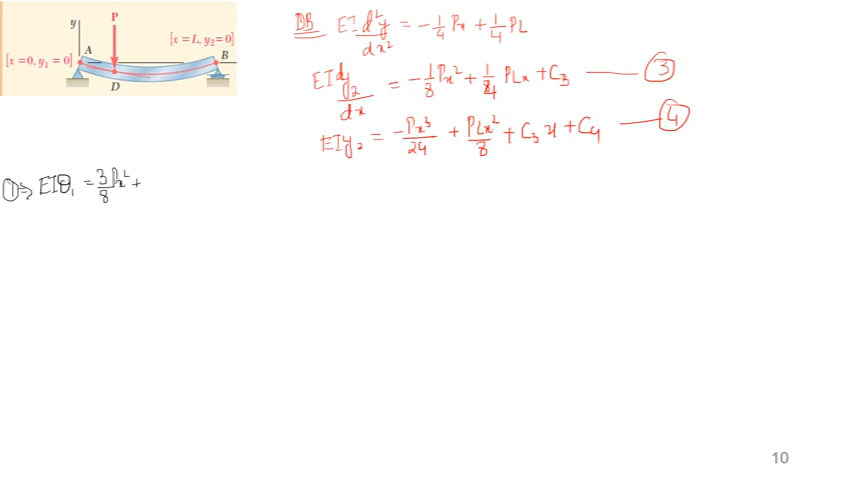 y
P
A
[x = L, y₂ = 0]
[x = 0, y₁ = 0]
B
D
DB EI d²y/dx² = -1/4 Px + 1/4 PL
EI dy₂/dx = -1/8 Px² + 1/4 PLx + C₃ — ③
EIy₂ = -Px³/24 + PLx²/8 + C₃x + C₄ — ④
① ⇒ EIθ₁ = 3/8 Px² +
10